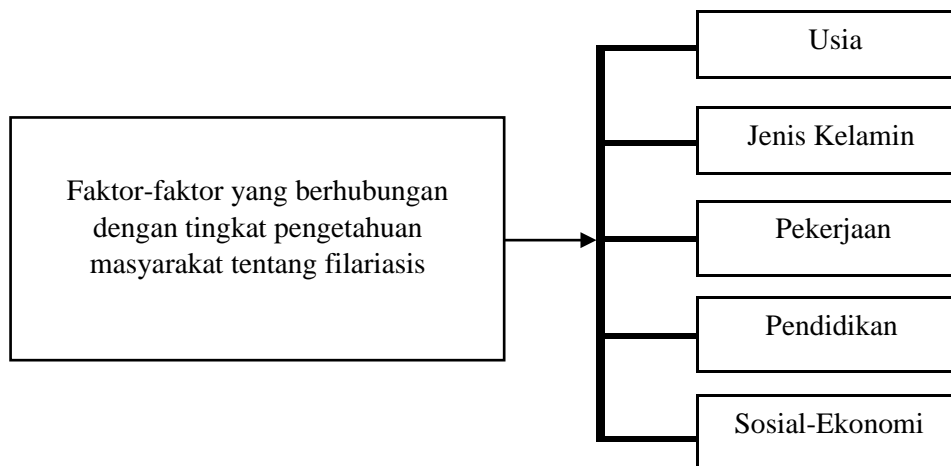 Faktor-faktor yang berhubungan
dengan tingkat pengetahuan
masyarakat tentang filariasis
Usia
Jenis Kelamin
Pekerjaan
Pendidikan
Sosial-Ekonomi